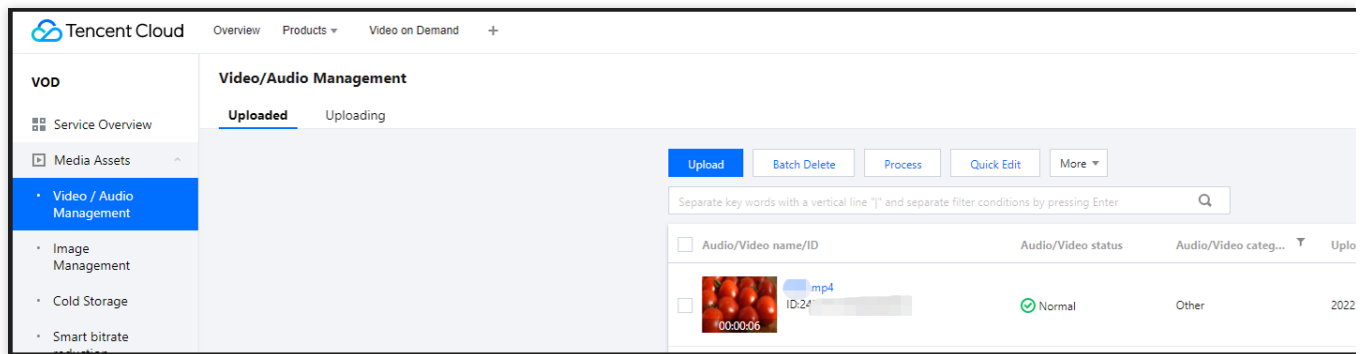 Tencent Cloud Overview Products Video on Demand +
VOD
Service Overview
Media Assets
Video / Audio
Management
Image
Management
Cold Storage
Smart bitrate
Video/Audio Management
Uploaded Uploading
Upload Batch Delete Process Quick Edit More
Separate key words with a vertical line "|" and separate filter conditions by pressing Enter
Audio/Video name/ID Audio/Video status Audio/Video categ... Uplo
mp4
ID:24
00:00:06
Normal Other 2022